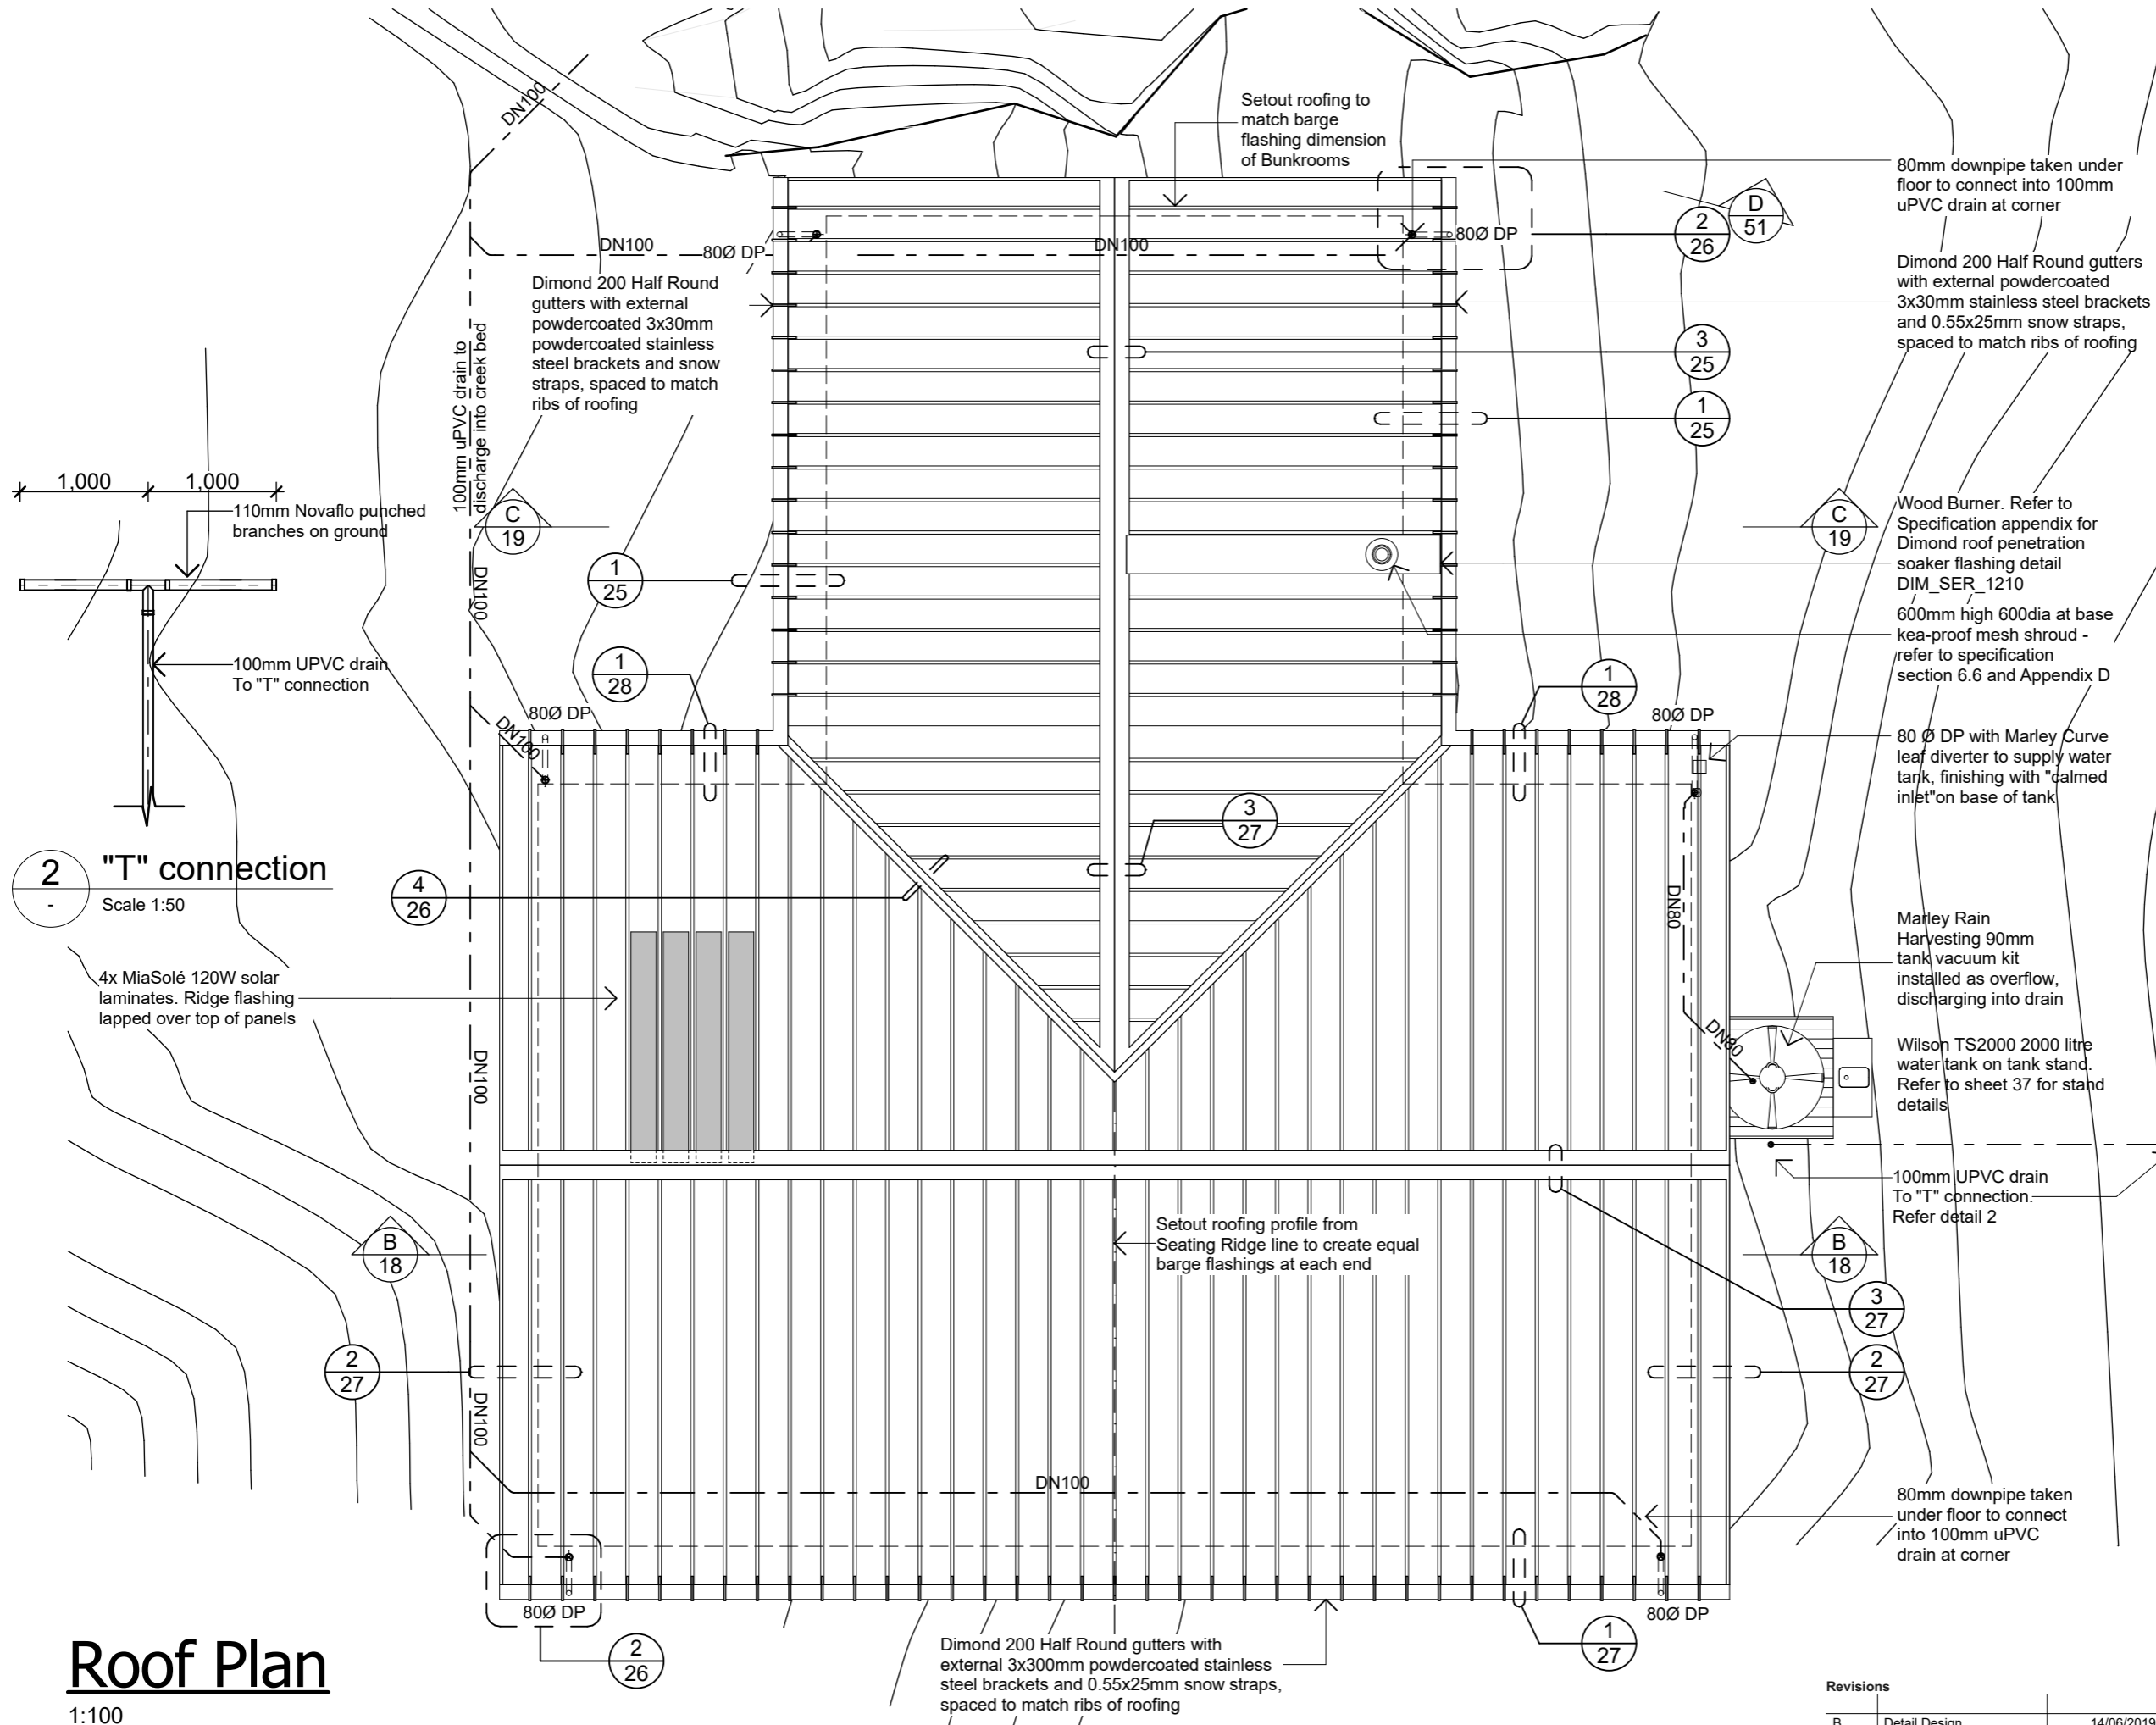 DN100
Setout roofing to
match barge
flashing dimension
of Bunkrooms
80mm downpipe taken under
floor to connect into 100mm
uPVC drain at corner
D
51
2
26
DN100
80Ø DP
DN100
80Ø DP
Dimond 200 Half Round
gutters with external
powdercoated 3x30mm
powdercoated stainless
steel brackets and snow
straps, spaced to match
ribs of roofing
Dimond 200 Half Round gutters
with external powdercoated
3x30mm stainless steel brackets
and 0.55x25mm snow straps,
spaced to match ribs of roofing
3
25
1
25
100mm uPVC drain to
discharge into creek bed
1,000
1,000
110mm Novaflo punched
branches on ground
C
19
C
19
Wood Burner. Refer to
Specification appendix for
Dimond roof penetration
soaker flashing detail
DIM_SER_1210
1
25
DN100
600mm high 600dia at base
kea-proof mesh shroud -
refer to specification
section 6.6 and Appendix D
100mm UPVC drain
To "T" connection
1
28
1
28
80Ø DP
80Ø DP
DN100
80 Ø DP with Marley Curve
leaf diverter to supply water
tank, finishing with "calmed
inlet"on base of tank
3
27
2
-
"T" connection
Scale 1:50
4
26
DN80
Marley Rain
Harvesting 90mm
tank vacuum kit
installed as overflow,
discharging into drain
4x MiaSolé 120W solar
laminates. Ridge flashing
lapped over top of panels
DN100
DN80
Wilson TS2000 2000 litre
water tank on tank stand.
Refer to sheet 37 for stand
details
100mm UPVC drain
To "T" connection.
Refer detail 2
B
18
Setout roofing profile from
Seating Ridge line to create equal
barge flashings at each end
B
18
3
27
2
27
2
27
DN100
DN100
80mm downpipe taken
under floor to connect
into 100mm uPVC
drain at corner
80Ø DP
80Ø DP
2
26
1
27
Dimond 200 Half Round gutters with
external 3x300mm powdercoated stainless
steel brackets and 0.55x25mm snow straps,
spaced to match ribs of roofing
Roof Plan
1:100
Revisions
B Detail Design 14/06/2019